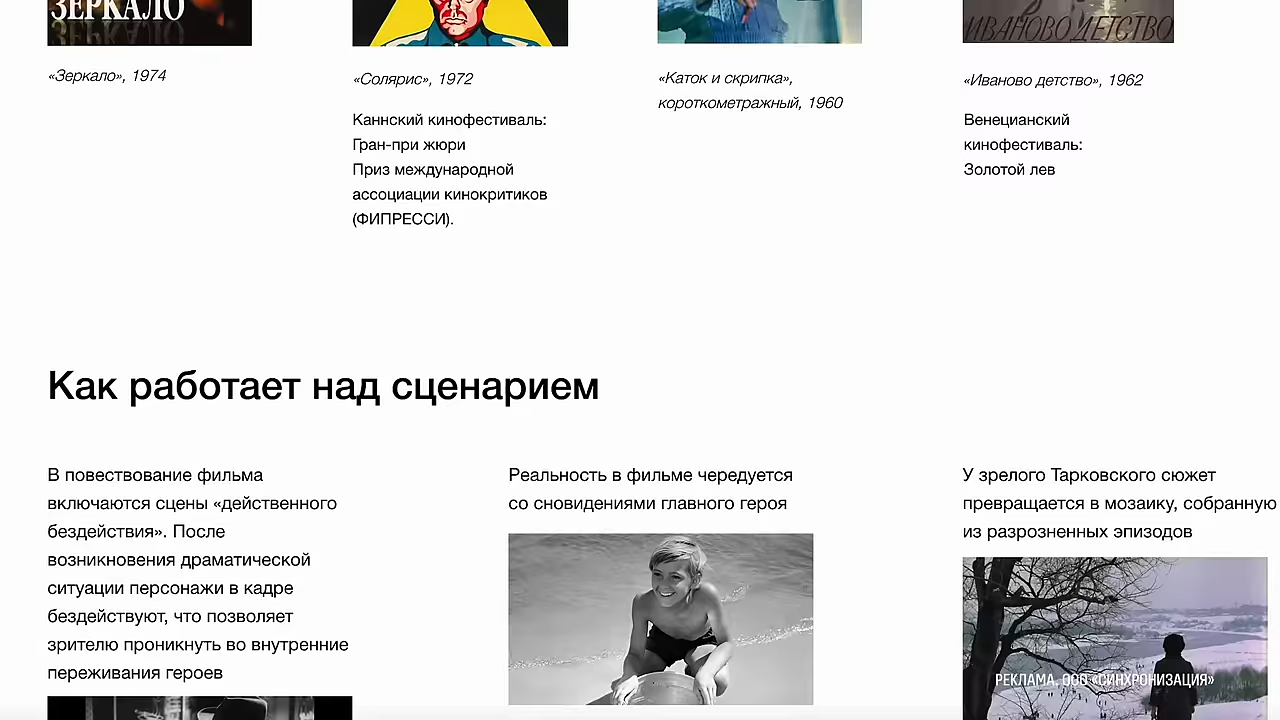 ЗЕРКАЛО
ИВАНОВО ДЕТСТВО
«Зеркало», 1974
«Солярис», 1972
Каннский кинофестиваль:
Гран-при жюри
Приз международной
ассоциации кинокритиков
(ФИПРЕССИ).
«Каток и скрипка»,
короткометражный, 1960
«Иваново детство», 1962
Венецианский
кинофестиваль:
Золотой лев
Как работает над сценарием
В повествование фильма
включаются сцены «действенного
бездействия». После
возникновения драматической
ситуации персонажи в кадре
бездействуют, что позволяет
зрителю проникнуть во внутренние
переживания героев
Реальность в фильме чередуется
со сновидениями главного героя
У зрелого Тарковского сюжет
превращается в мозаику, собранную
из разрозненных эпизодов
РЕКЛАМА. ООО «СИНХРОНИЗАЦИЯ»